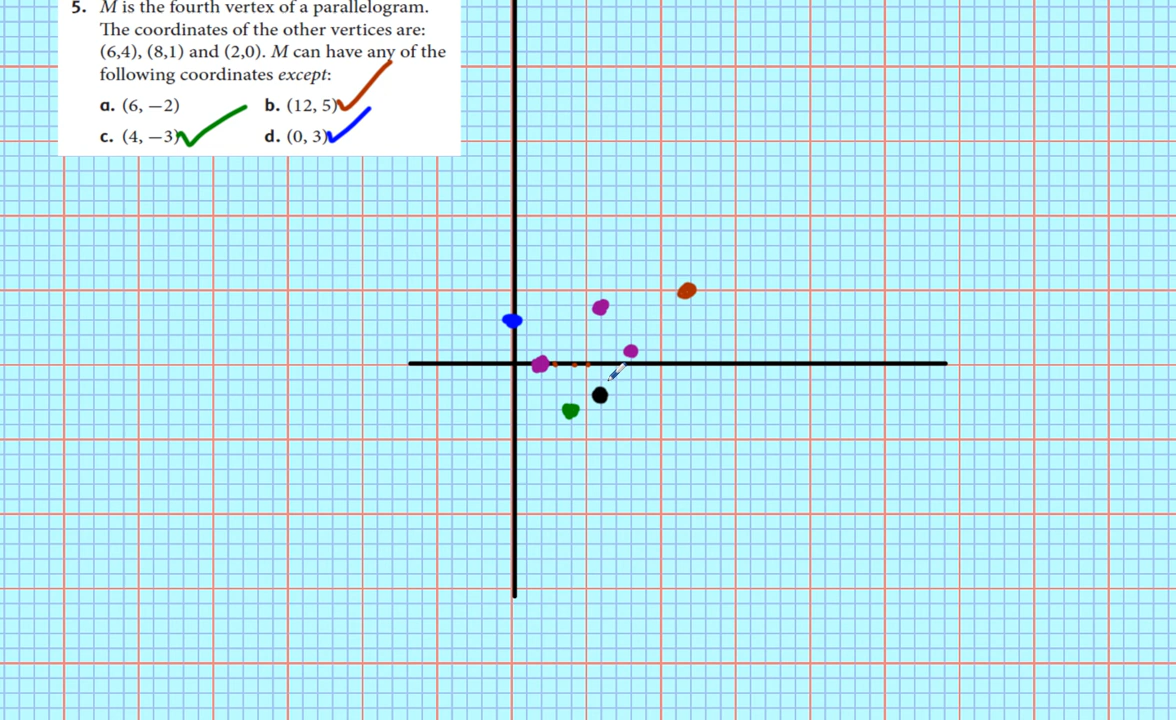 5. M is the fourth vertex of a parallelogram.
The coordinates of the other vertices are:
(6,4), (8,1) and (2,0). M can have any of the
following coordinates except:
a. (6, −2) b. (12, 5)
c. (4, −3) d. (0, 3)